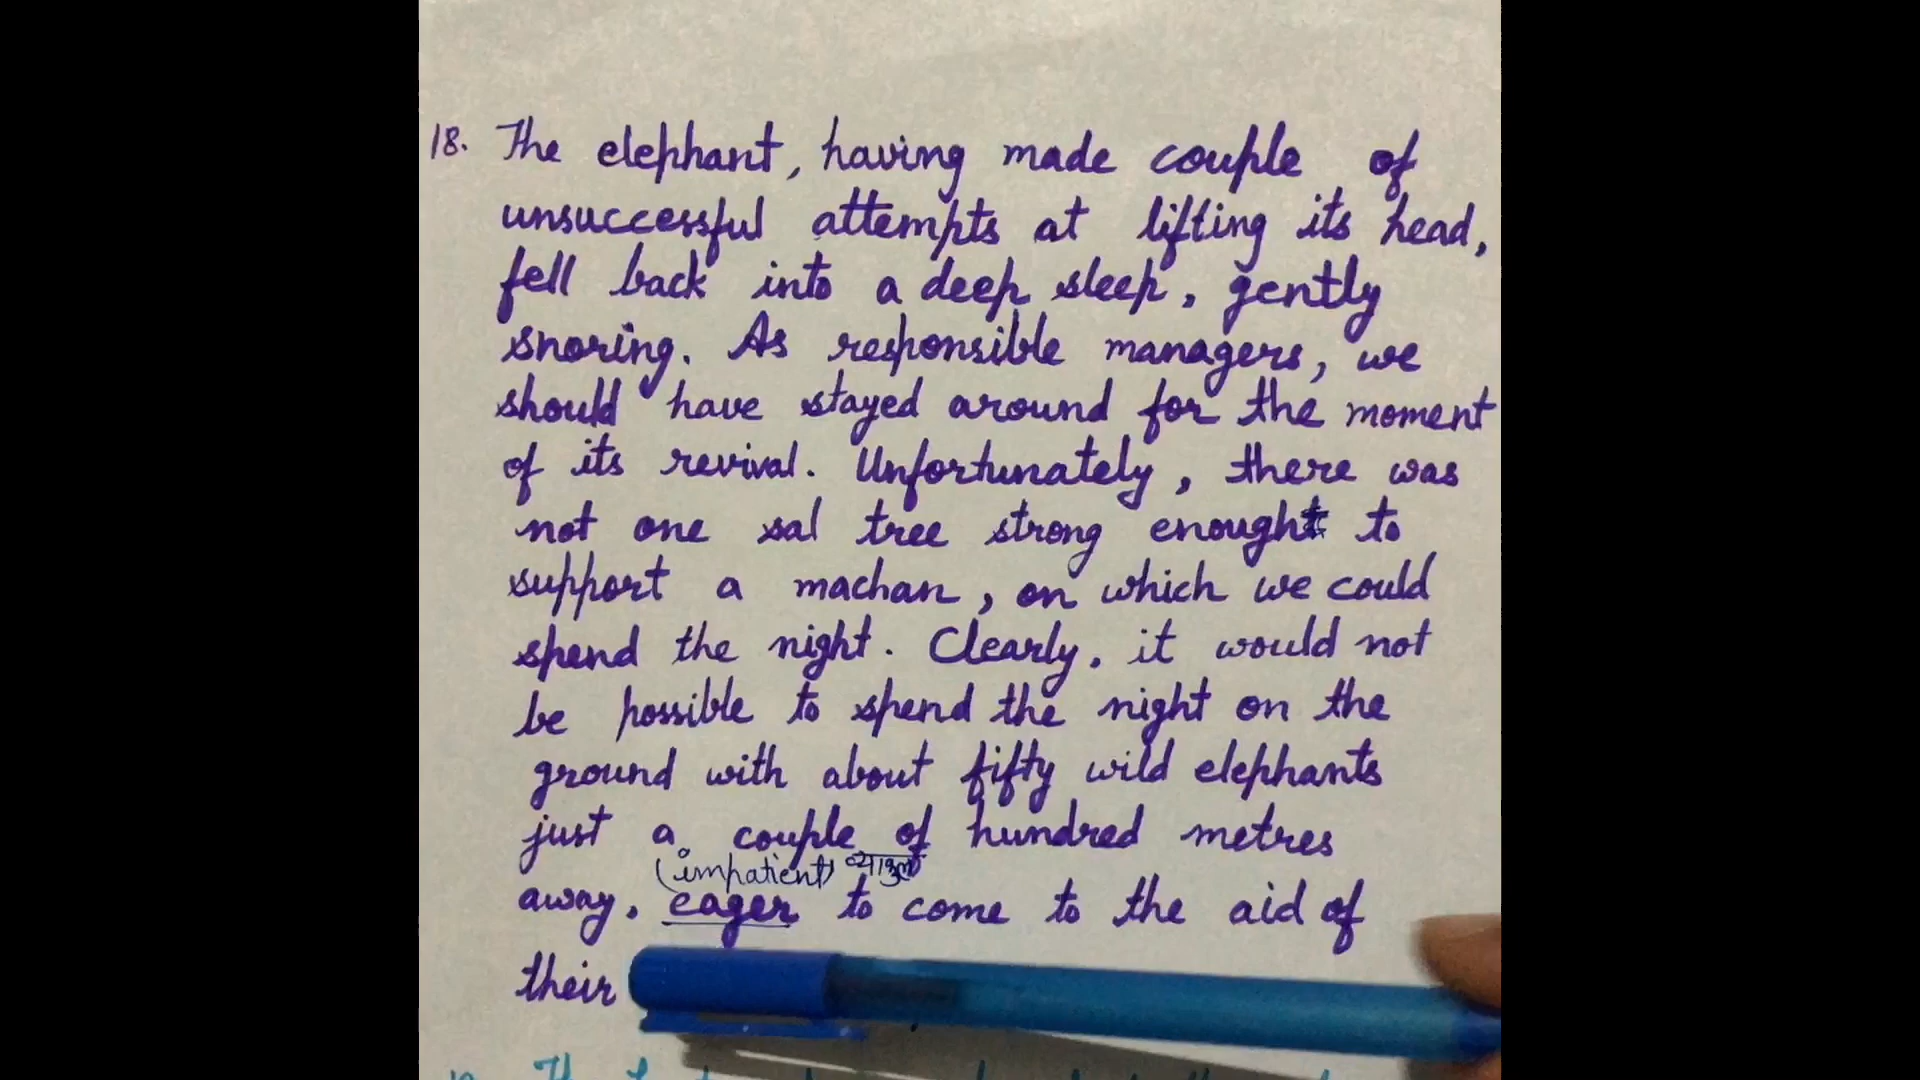 18. The elephant, having made couple of
unsuccessful attempts at lifting its head,
fell back into a deep sleep, gently
snoring. As responsible managers, we
should have stayed around for the moment
of its revival. Unfortunately, there was
not one sal tree strong enough to
support a machan, on which we could
spend the night. Clearly, it would not
be possible to spend the night on the
ground with about fifty wild elephants
just a couple of hundred metres
(impatient) व्याकुल
away, eager to come to the aid of
their